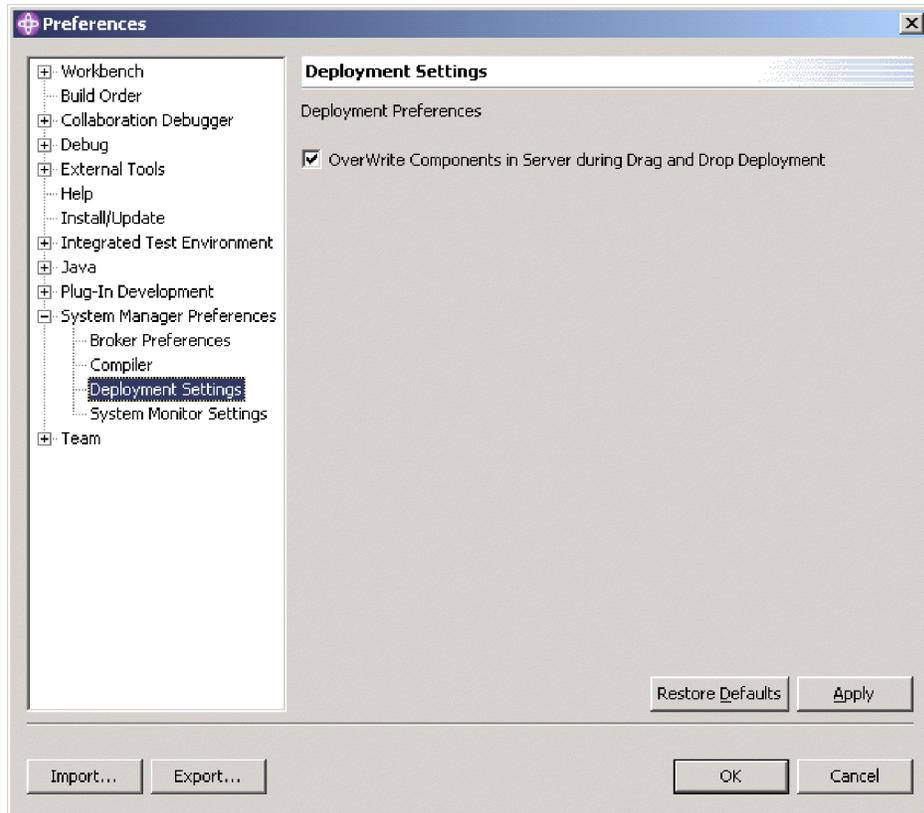 Preferences
Workbench
Build Order
Collaboration Debugger
Debug
External Tools
Help
Install/Update
Integrated Test Environment
Java
Plug-In Development
System Manager Preferences
Broker Preferences
Compiler
Deployment Settings
System Monitor Settings
Team
Deployment Settings
Deployment Preferences
OverWrite Components in Server during Drag and Drop Deployment
Restore Defaults
Apply
Import...
Export...
OK
Cancel